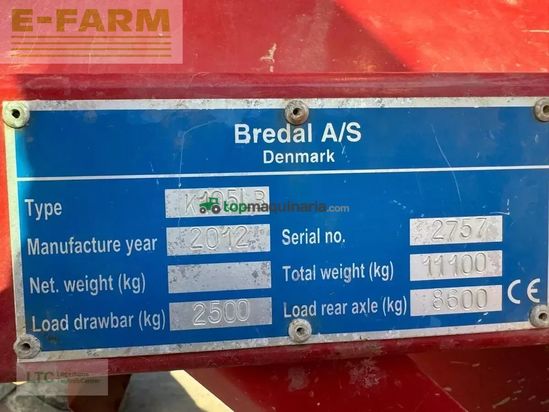 E-FARM
Bredal A/S
Denmark
Type
topmaquinaria.com
Manufacture year 2012 Serial no. 2757
Net. weight (kg) Total weight (kg) 11100
Load drawbar (kg) 2500 Load rear axle (kg) 8600 CE
LTC